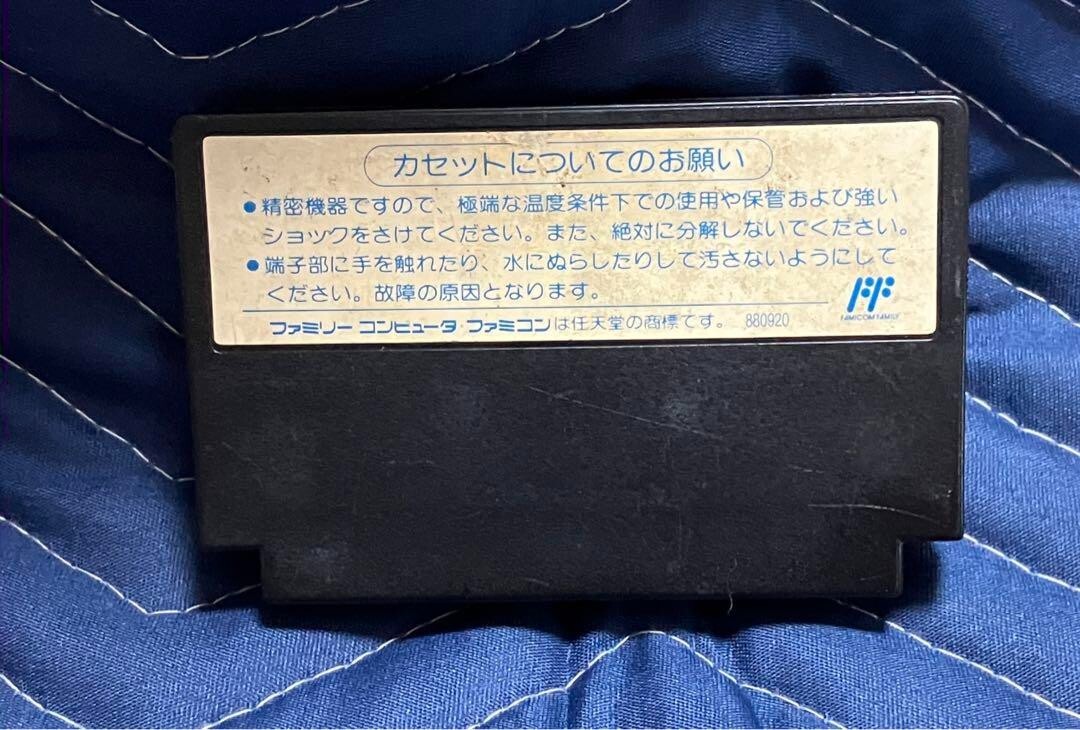 カセットについてのお願い
●精密機器ですので、極端な温度条件下での使用や保管および強い
ショックをさけてください。また、絶対に分解しないでください。
●端子部に手を触れたり、水にぬらしたりして汚さないようにして
ください。故障の原因となります。
FF
FAMICOM FAMILY
ファミリー コンピュータ・ファミコンは任天堂の商標です。 880920